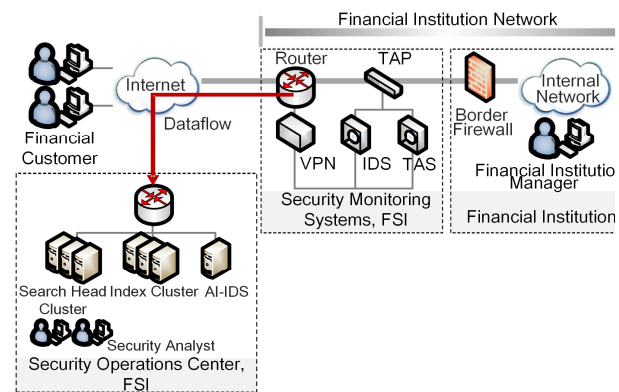 Financial Institution Network
Router
TAP
Internet
Internal
Network
Border
Firewall
Dataflow
Financial
Customer
VPN
IDS
TAS
Financial Institutio
Manager
Security Monitoring
Systems, FSI
Financial Institution
Search Head
Cluster
Index Cluster
AI-IDS
Security Analyst
Security Operations Center,
FSI